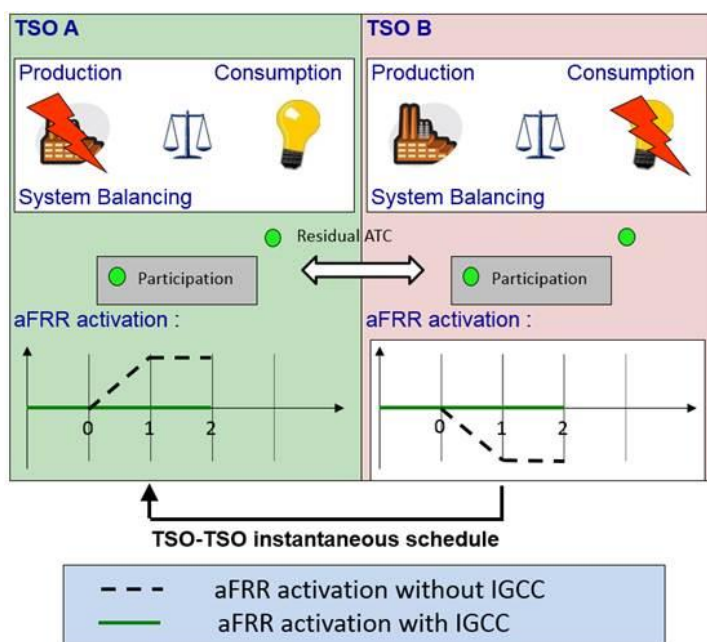 TSO A
TSO B
Production
Consumption
Production
Consumption
System Balancing
System Balancing
Residual ATC
Participation
Participation
aFRR activation :
aFRR activation :
0 1 2
0 1 2
TSO-TSO instantaneous schedule
aFRR activation without IGCC
aFRR activation with IGCC